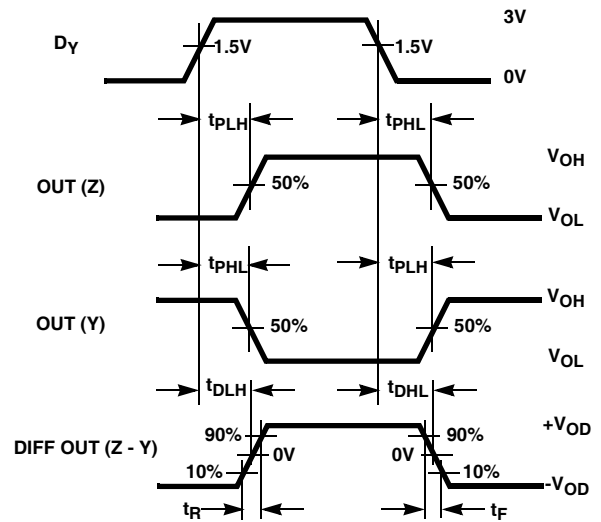 3V
DY
1.5V
1.5V
0V
tPLH
tPHL
VOH
OUT (Z)
50%
50%
VOL
tPHL
tPLH
VOH
OUT (Y)
50%
50%
VOL
tDLH
tDHL
+VOD
90%
90%
DIFF OUT (Z - Y)
0V
0V
10%
10%
-VOD
tR
tF